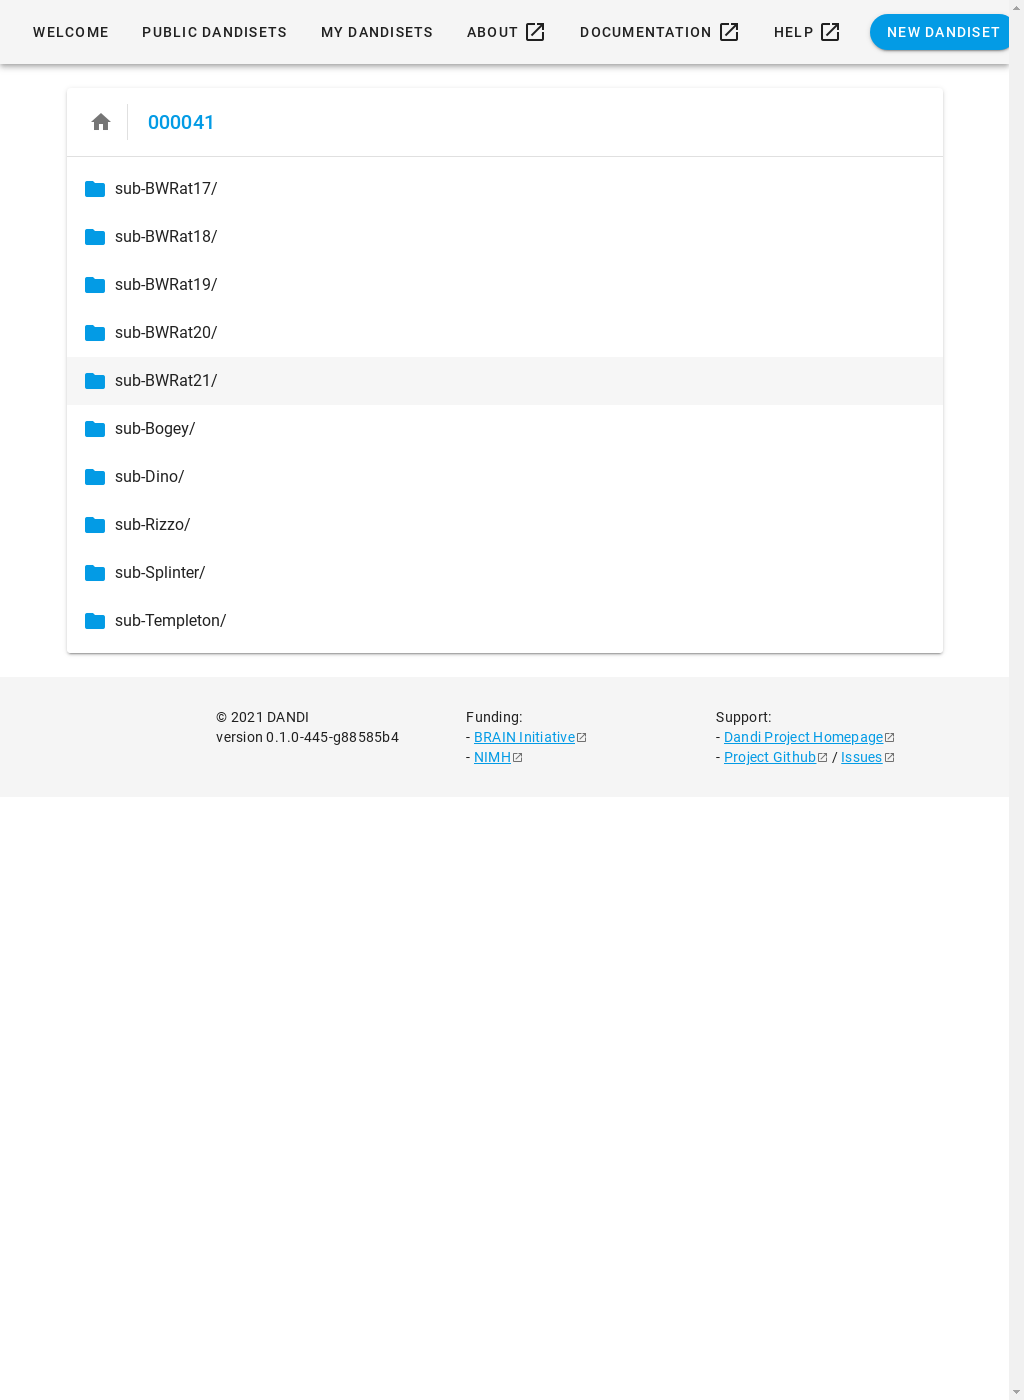 WELCOME PUBLIC DANDISETS MY DANDISETS ABOUT DOCUMENTATION HELP NEW DANDISET
000041
sub-BWRat17/
sub-BWRat18/
sub-BWRat19/
sub-BWRat20/
sub-BWRat21/
sub-Bogey/
sub-Dino/
sub-Rizzo/
sub-Splinter/
sub-Templeton/
© 2021 DANDI
version 0.1.0-445-g88585b4
Funding:
- BRAIN Initiative
- NIMH
Support:
- Dandi Project Homepage
- Project Github / Issues